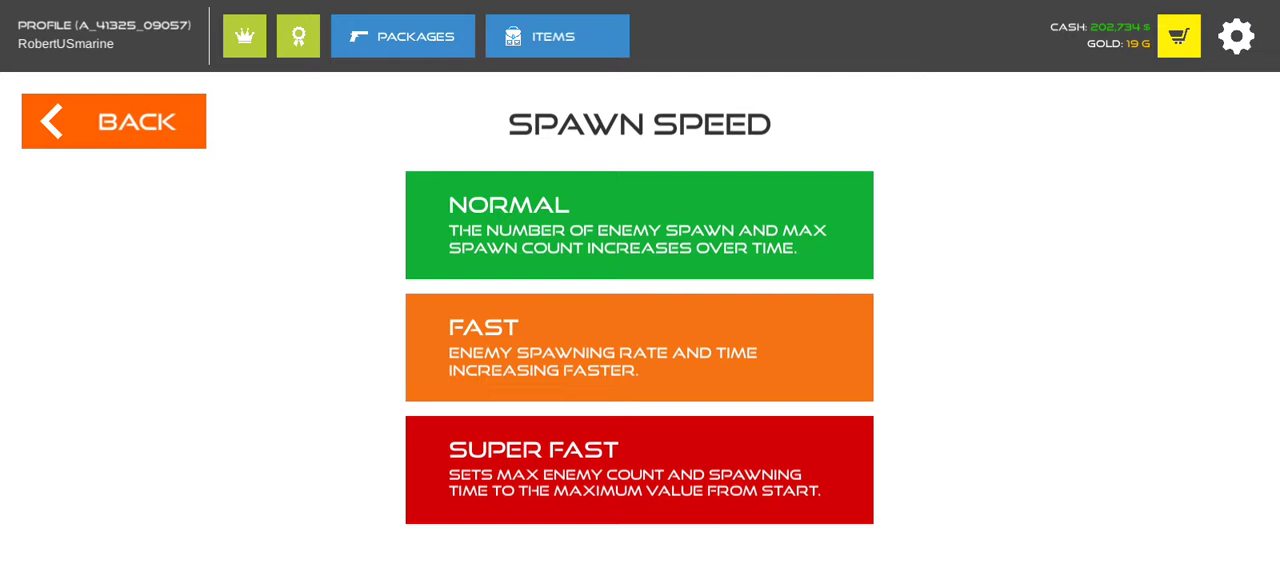 PROFILE (A_41325_09057)
RobertUSmarine
PACKAGES
ITEMS
CASH: 202,734 $
GOLD: 19 G
BACK
SPAWN SPEED
NORMAL
THE NUMBER OF ENEMY SPAWN AND MAX
SPAWN COUNT INCREASES OVER TIME.
FAST
ENEMY SPAWNING RATE AND TIME
INCREASING FASTER.
SUPER FAST
SETS MAX ENEMY COUNT AND SPAWNING
TIME TO THE MAXIMUM VALUE FROM START.